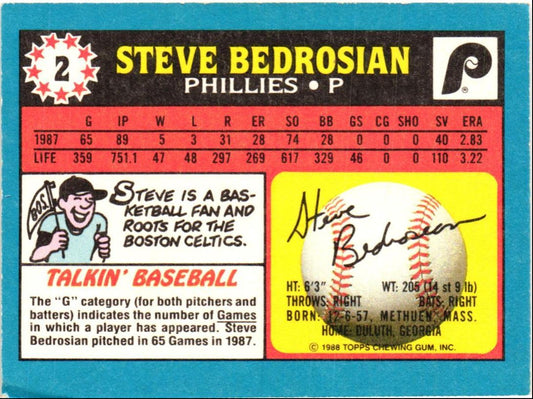 2
STEVE BEDROSIAN
PHILLIES • P
P
®
G IP W L R ER SO BB GS CG SHO SV ERA
1987 65 89 5 3 31 28 74 28 0 0 0 40 2.83
LIFE 359 751.1 47 48 297 269 617 329 46 0 0 110 3.22
BOS
STEVE IS A BAS-
KETBALL FAN AND
ROOTS FOR THE
BOSTON CELTICS.
TALKIN' BASEBALL
The "G" category (for both pitchers and
batters) indicates the number of Games
in which a player has appeared. Steve
Bedrosian pitched in 65 Games in 1987.
Steve
Bedrosian
HT: 6'3" WT: 205 (14 st 9 lb)
THROWS: RIGHT BATS: RIGHT
BORN: 12-6-57, METHUEN, MASS.
HOME: DULUTH, GEORGIA
© 1988 TOPPS CHEWING GUM, INC.